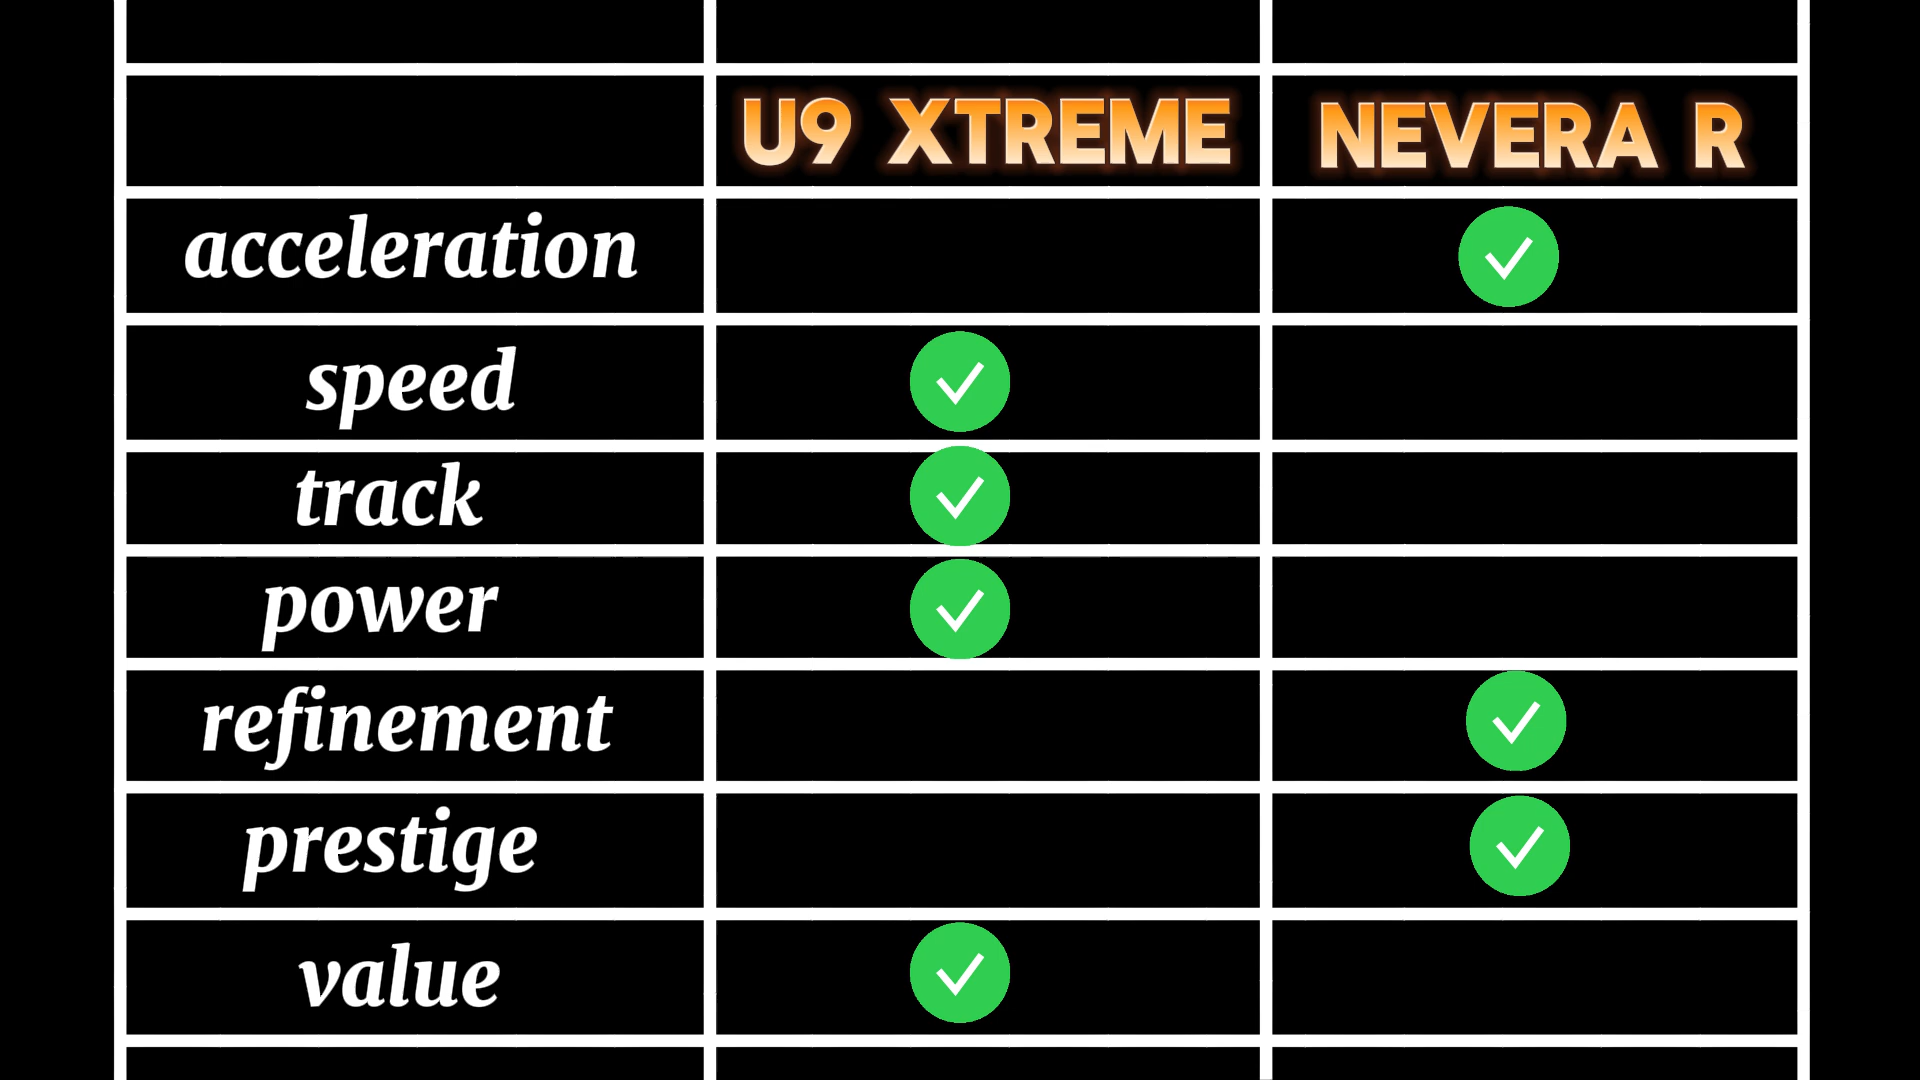 U9 XTREME NEVERA R
acceleration
speed
track
power
refinement
prestige
value